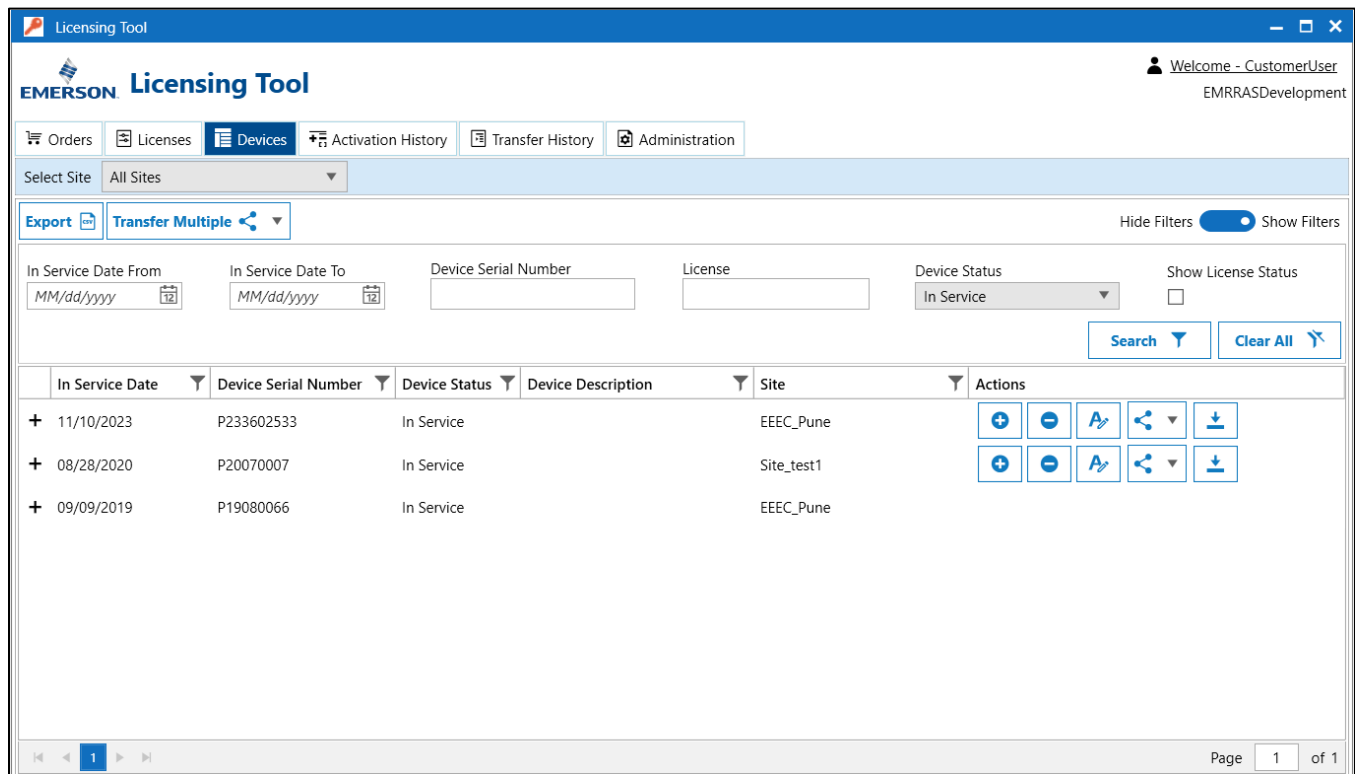 Licensing Tool
EMERSON. Licensing Tool
Welcome - CustomerUser
EMRRASDevelopment
Orders Licenses Devices Activation History Transfer History Administration
Select Site All Sites
Export CSV Transfer Multiple Hide Filters Show Filters
In Service Date From In Service Date To Device Serial Number License Device Status Show License Status
MM/dd/yyyy 12 MM/dd/yyyy 12 In Service
Search Clear All
In Service Date Device Serial Number Device Status Device Description Site Actions
+ 11/10/2023 P233602533 In Service EEEC_Pune
+ 08/28/2020 P20070007 In Service Site_test1
+ 09/09/2019 P19080066 In Service EEEC_Pune
1 Page 1 of 1